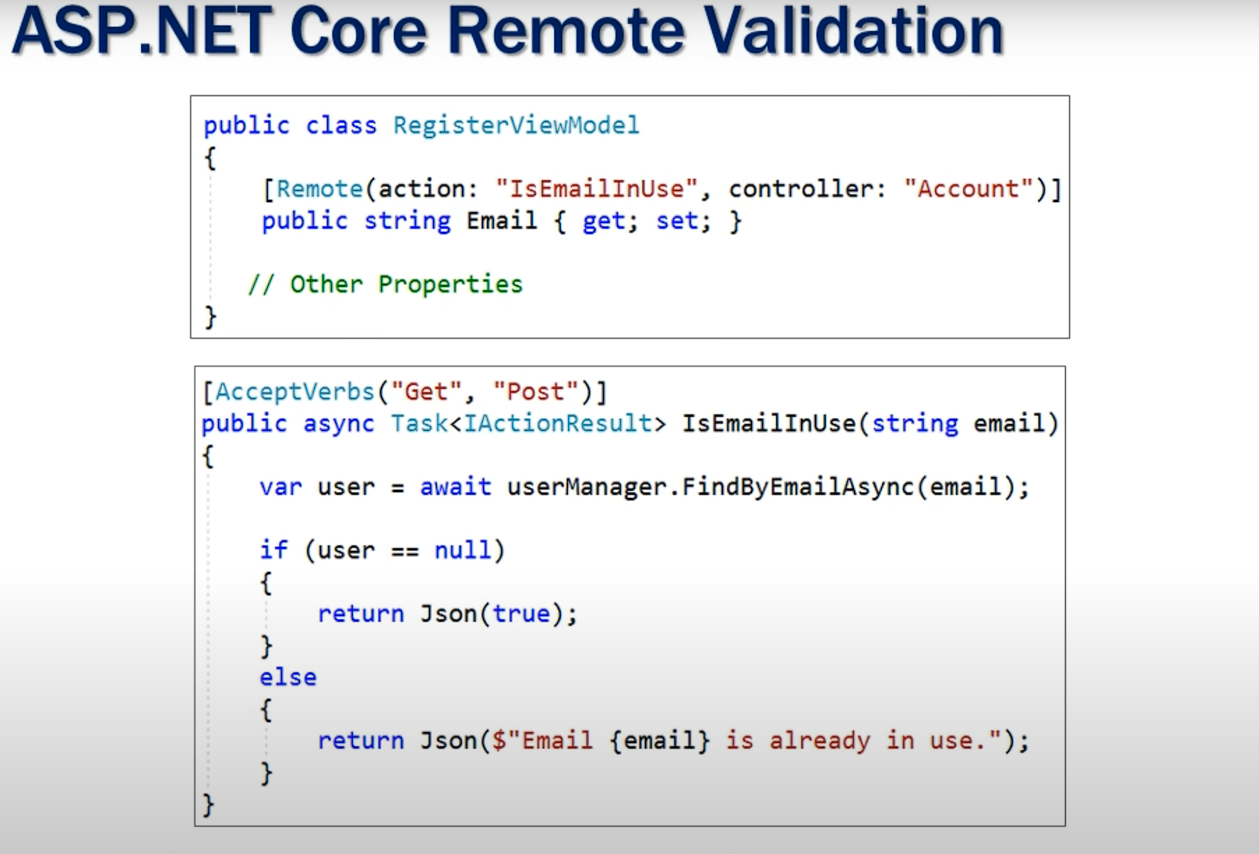 ASP.NET Core Remote Validation
public class RegisterViewModel
{
[Remote(action: "IsEmailInUse", controller: "Account")]
public string Email { get; set; }
// Other Properties
}
[AcceptVerbs("Get", "Post")]
public async Task<IActionResult> IsEmailInUse(string email)
{
var user = await userManager.FindByEmailAsync(email);
if (user == null)
{
return Json(true);
}
else
{
return Json($"Email {email} is already in use.");
}
}